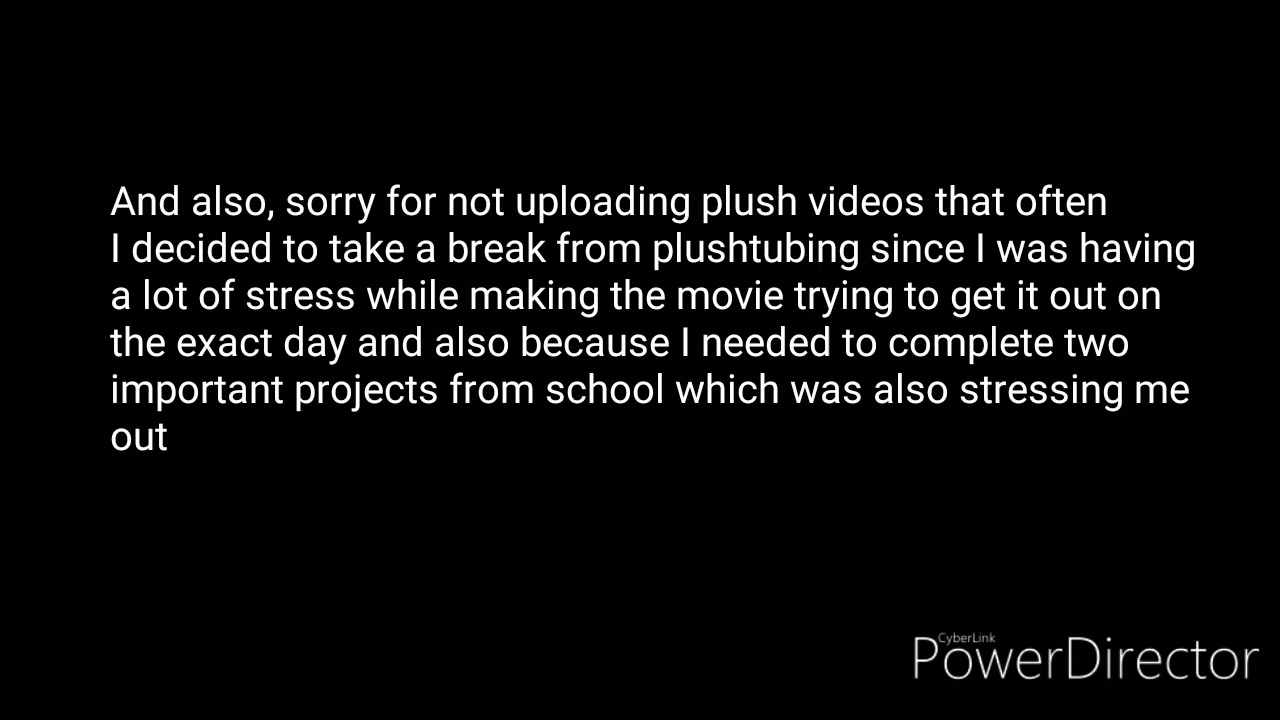 And also, sorry for not uploading plush videos that often
I decided to take a break from plushtubing since I was having
a lot of stress while making the movie trying to get it out on
the exact day and also because I needed to complete two
important projects from school which was also stressing me
out
CyberLink
PowerDirector